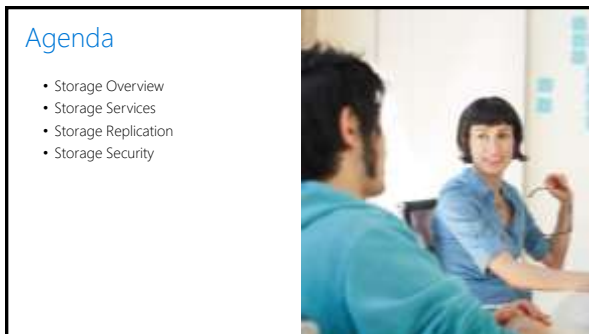 Agenda
• Storage Overview
• Storage Services
• Storage Replication
• Storage Security